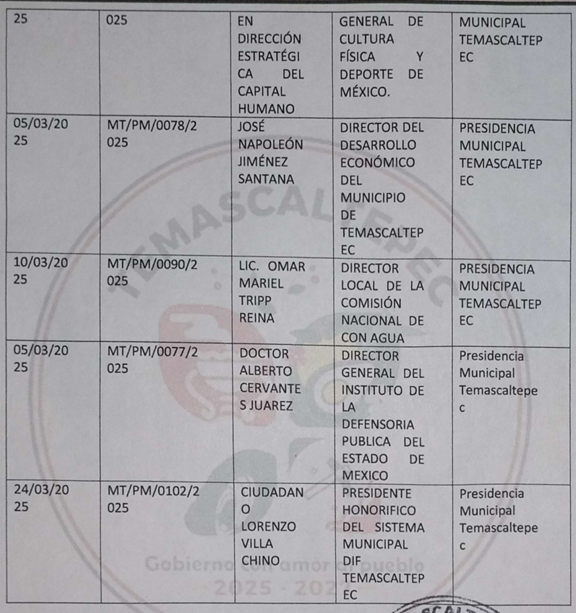 25
025
EN
DIRECCIÓN
ESTRATÉGI
CA DEL
CAPITAL
HUMANO
GENERAL DE
CULTURA
FÍSICA Y
DEPORTE DE
MÉXICO.
MUNICIPAL
TEMASCALTEP
EC
05/03/20
25
MT/PM/0078/2
025
JOSÉ
NAPOLEÓN
JIMÉNEZ
SANTANA
DIRECTOR DEL
DESARROLLO
ECONÓMICO
DEL
MUNICIPIO
DE
TEMASCALTEP
EC
PRESIDENCIA
MUNICIPAL
TEMASCALTEP
EC
10/03/20
25
MT/PM/0090/2
025
LIC. OMAR
MARIEL
TRIPP
REINA
DIRECTOR
LOCAL DE LA
COMISIÓN
NACIONAL DE
CON AGUA
PRESIDENCIA
MUNICIPAL
TEMASCALTEP
EC
05/03/20
25
MT/PM/0077/2
025
DOCTOR
ALBERTO
CERVANTE
S JUAREZ
DIRECTOR
GENERAL DEL
INSTITUTO DE
LA
DEFENSORIA
PUBLICA DEL
ESTADO DE
MEXICO
Presidencia
Municipal
Temascaltepe
c
24/03/20
25
MT/PM/0102/2
025
CIUDADAN
O
LORENZO
VILLA
CHINO
PRESIDENTE
HONORIFICO
DEL SISTEMA
MUNICIPAL
DIF
TEMASCALTEP
EC
Presidencia
Municipal
Temascaltepe
c
TEMASCALTEPEC
Gobierno con amor al pueblo
2025 - 202